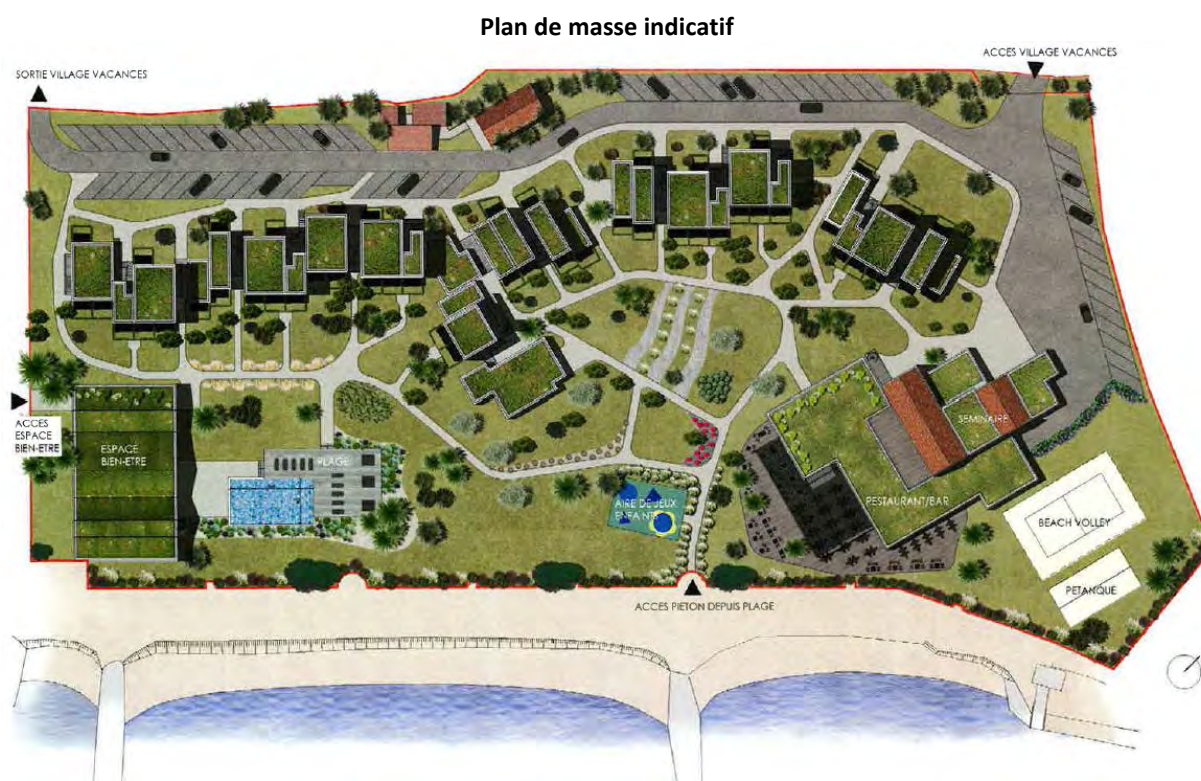 Plan de masse indicatif
ACCES VILLAGE VACANCES
SORTIE VILLAGE VACANCES
ACCES
ESPACE
BIEN-ETRE
ESPACE
BIEN-ETRE
PLAGE
AIRE DE JEUX
ENFANTS
SEMINAIRE
RESTAURANT/BAR
BEACH VOLLEY
PETANQUE
ACCES PIETON DEPUIS PLAGE